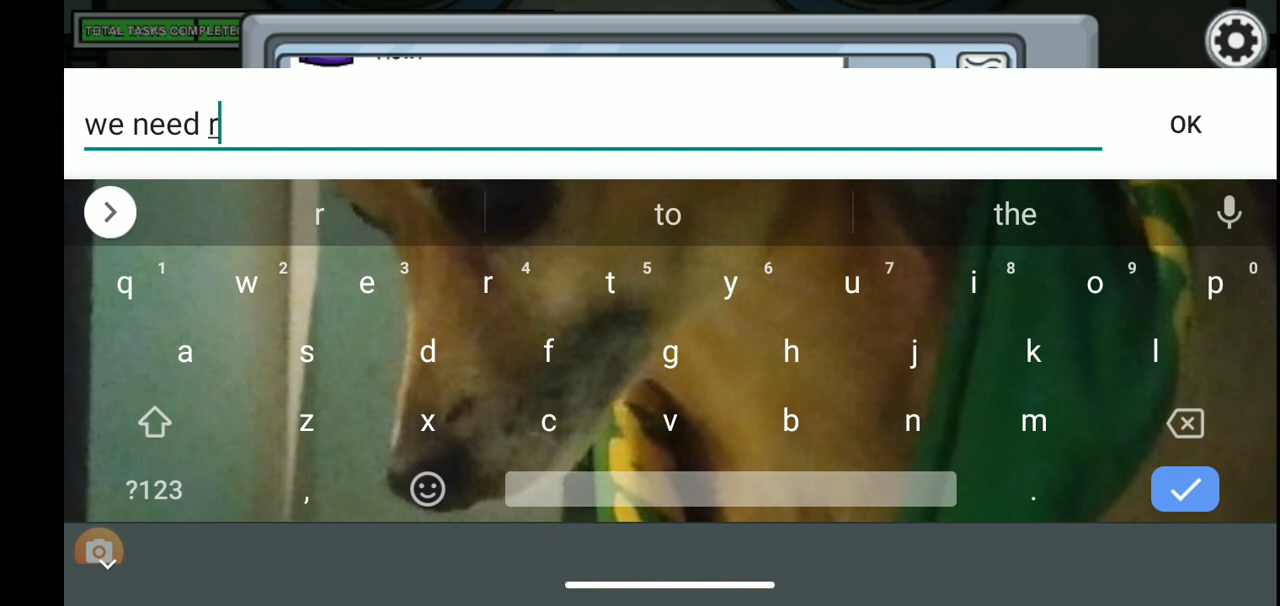 TOTAL TASKS COMPLETE
we need r
OK
r to the
q 1 w 2 e 3 r 4 t 5 y 6 u 7 i 8 o 9 p 0
a s d f g h j k l
z x c v b n m
?123 , .